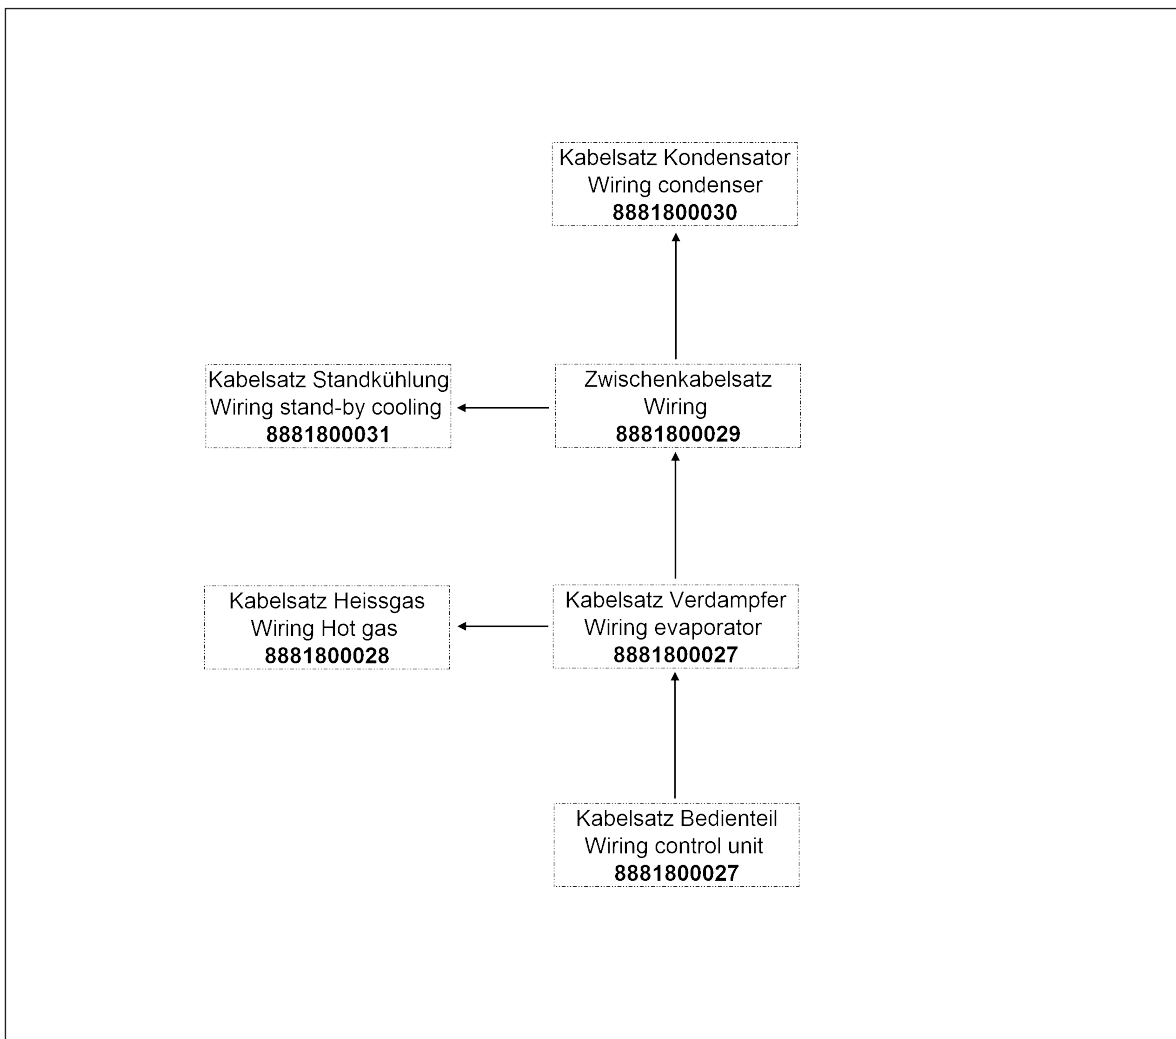 Kabelsatz Kondensator
Wiring condenser
8881800030
Kabelsatz Standkühlung
Wiring stand-by cooling
8881800031
Zwischenkabelsatz
Wiring
8881800029
Kabelsatz Heissgas
Wiring Hot gas
8881800028
Kabelsatz Verdampfer
Wiring evaporator
8881800027
Kabelsatz Bedienteil
Wiring control unit
8881800027